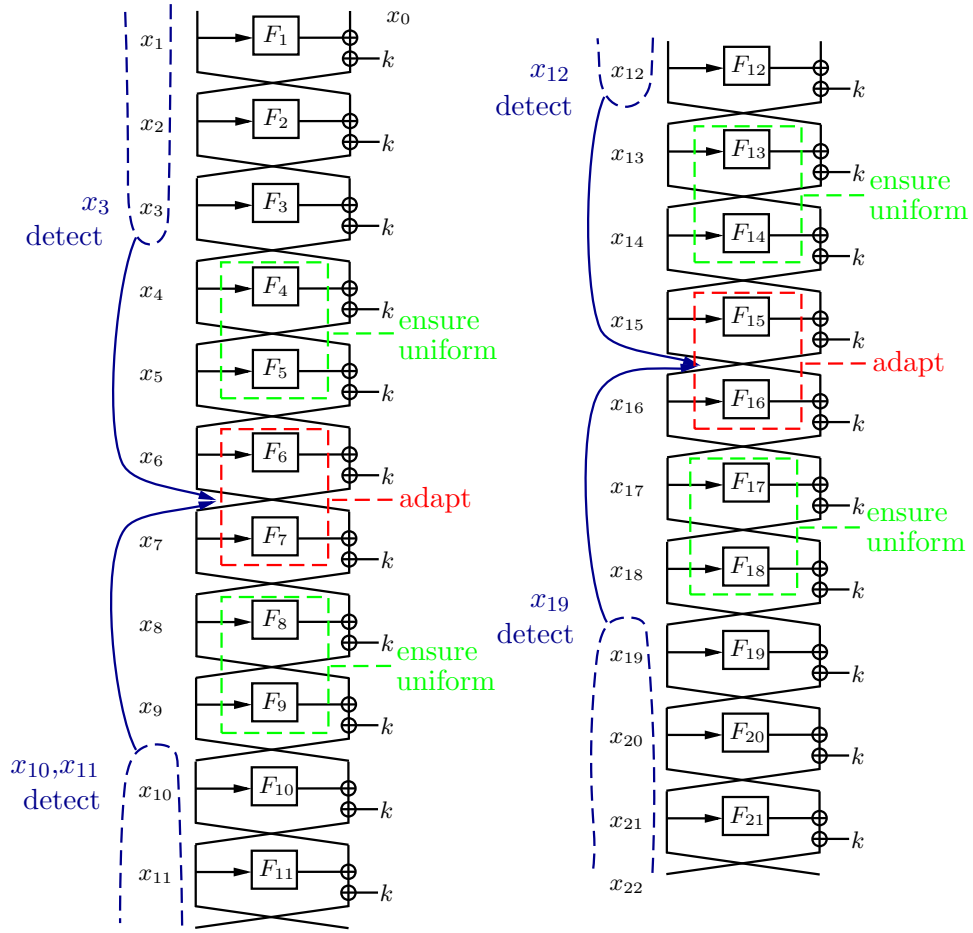 x₀
x₁ F₁ k
x₂ F₂ k
x₃ F₃ k
x₃
detect
x₄ F₄ k
ensure
uniform
x₅ F₅ k
x₆ F₆ k
adapt
x₇ F₇ k
x₈ F₈ k
ensure
uniform
x₉ F₉ k
x₁₀,x₁₁
detect
x₁₀ F₁₀ k
x₁₁ F₁₁ k
x₁₂
detect
x₁₂ F₁₂ k
x₁₃ F₁₃ k
ensure
uniform
x₁₄ F₁₄ k
x₁₅ F₁₅ k
adapt
x₁₆ F₁₆ k
x₁₇ F₁₇ k
ensure
uniform
x₁₈ F₁₈ k
x₁₉
detect
x₁₉ F₁₉ k
x₂₀ F₂₀ k
x₂₁ F₂₁ k
x₂₂